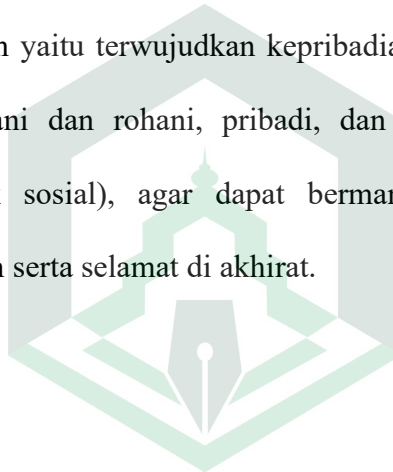 yaitu terwujudkan kepribadia
ani dan rohani, pribadi, dan
sosial), agar dapat berma
serta selamat di akhirat.